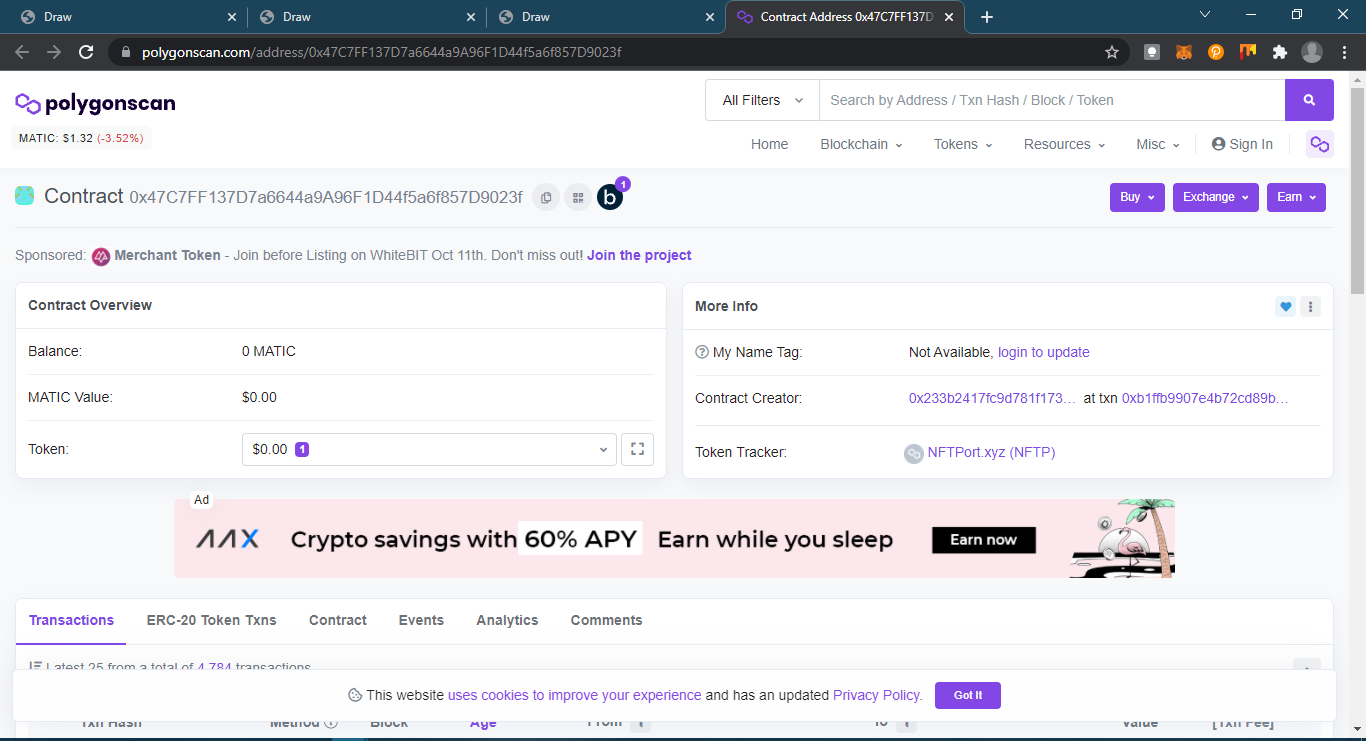 Draw
Draw
Draw
Contract Address 0x47C7FF137D
polygonscan.com/address/0x47C7FF137D7a6644a9A96F1D44f5a6f857D9023f
polygonscan
MATIC: $1.32 (-3.52%)
All Filters
Search by Address / Txn Hash / Block / Token
Home
Blockchain
Tokens
Resources
Misc
Sign In
Contract 0x47C7FF137D7a6644a9A96F1D44f5a6f857D9023f
b
1
Buy
Exchange
Earn
Sponsored: Merchant Token - Join before Listing on WhiteBIT Oct 11th. Don't miss out! Join the project
Contract Overview
Balance: 0 MATIC
MATIC Value: $0.00
Token: $0.00 1
More Info
My Name Tag: Not Available, login to update
Contract Creator: 0x233b2417fc9d781f173... at txn 0xb1ffb9907e4b72cd89b...
Token Tracker: NFTPort.xyz (NFTP)
Ad
AAX Crypto savings with 60% APY Earn while you sleep Earn now
Transactions
ERC-20 Token Txns
Contract
Events
Analytics
Comments
Latest 25 from a total of 4,784 transactions
This website uses cookies to improve your experience and has an updated Privacy Policy.
Got It
Txn Hash
Method
Block
Age
From
To
Value
[Txn Fee]